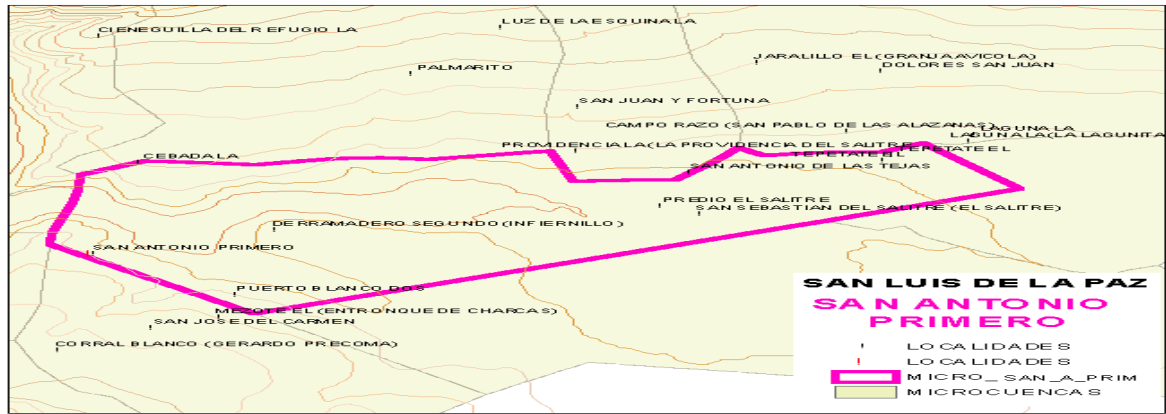 LUZ DE LA ESQUINA LA
CIENEGUILLA DEL REFUGIO LA
JARALILLO EL (GRANJA AVICOLA)
DOLORES SAN JUAN
PALMARITO
SAN JUAN Y FORTUNA
CAMPO RAZO (SAN PABLO DE LAS ALAZANAS)
LAGUNA LA
LAGUNA LA (LA LAGUNITA
PROVIDENCIA LA (LA PROVIDENCIA DEL SALITRE
TEPETATE EL
TEPETATE EL
CEBADA LA
SAN ANTONIO DE LAS TEJAS
PREDIO EL SALITRE
SAN SEBASTIAN DEL SALITRE (EL SALITRE)
DERRAMADERO SEGUNDO (INFIERNILLO)
SAN ANTONIO PRIMERO
PUERTO BLANCO DOS
MEZOTE EL (ENTRONQUE DE CHARCAS)
SAN JOSE DEL CARMEN
CORRAL BLANCO (GERARDO PRECOMA)
SAN LUIS DE LA PAZ
SAN ANTONIO
PRIMERO
LOCALIDADES
LOCALIDADES
MICRO_SAN_A_PRIM
MICROCUENCAS